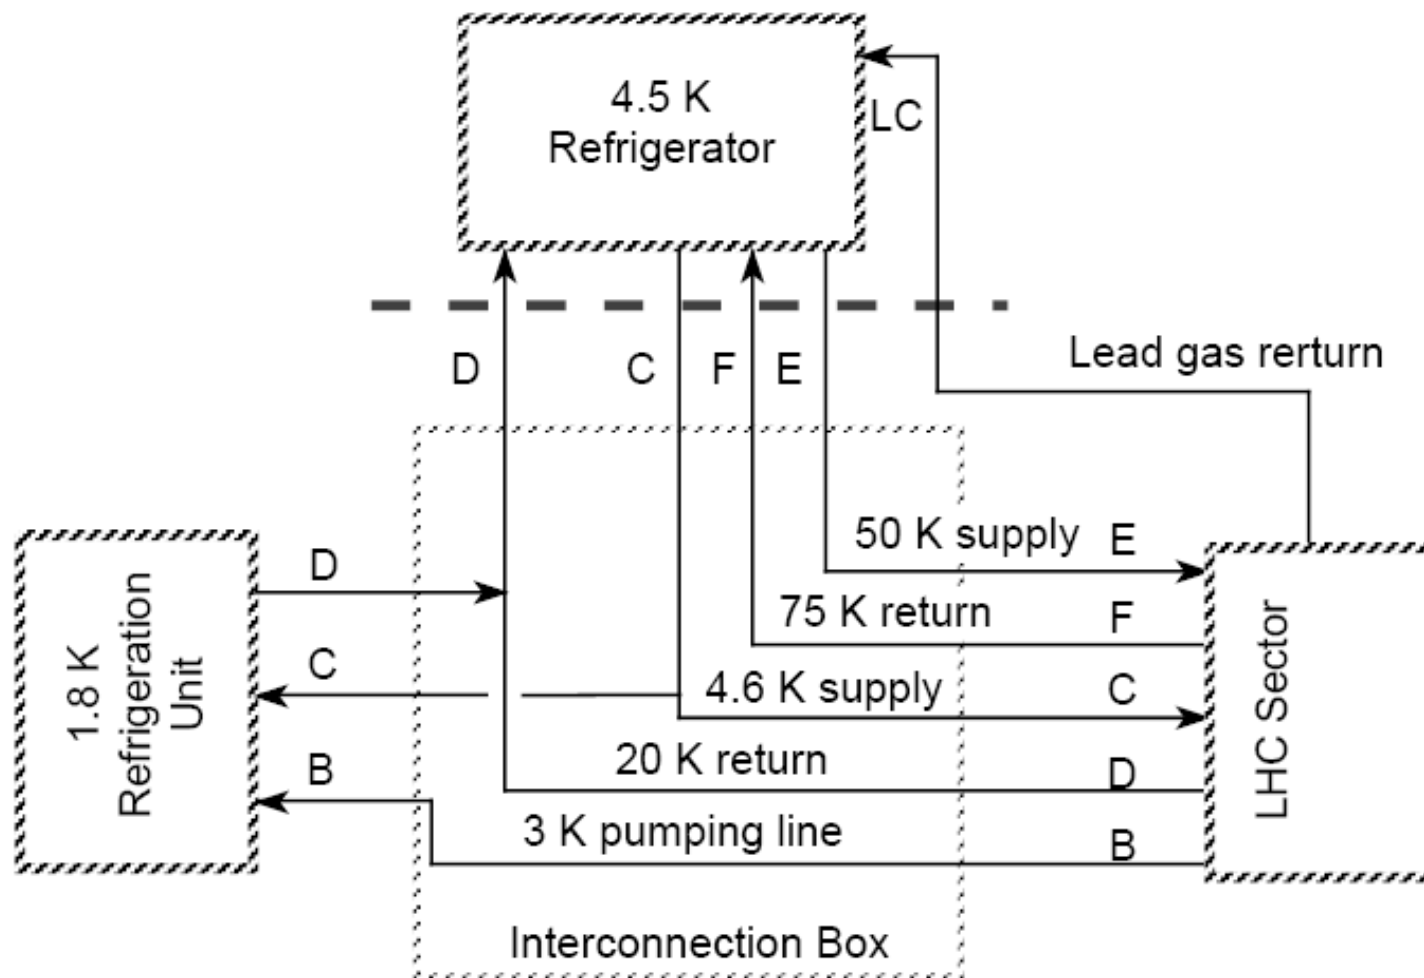 4.5 K
Refrigerator
LC
Lead gas rerturn
D
C
F
E
50 K supply
E
D
75 K return
F
1.8 K
Refrigeration
Unit
C
4.6 K supply
C
LHC Sector
B
20 K return
D
3 K pumping line
B
Interconnection Box